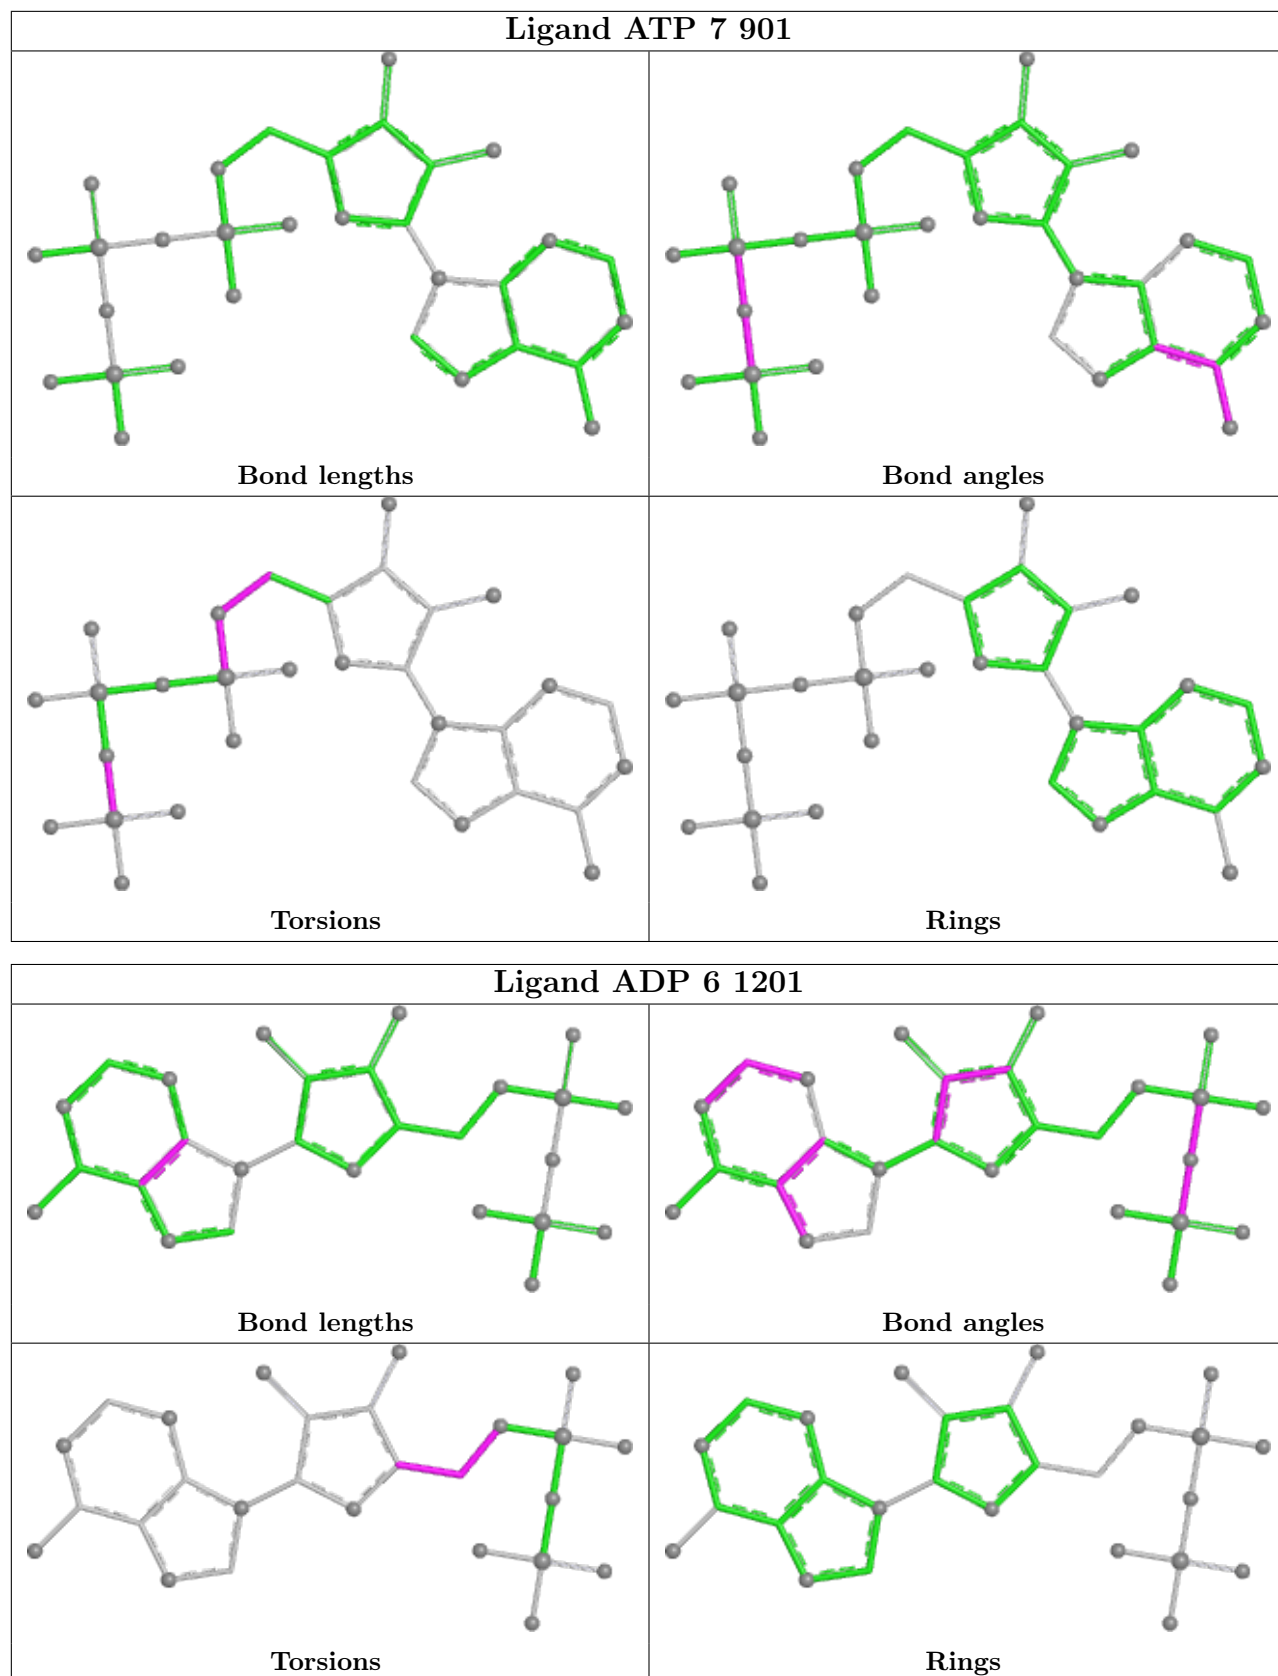 Ligand ATP 7 901
Bond lengths
Bond angles
Torsions
Rings
Ligand ADP 6 1201
Bond lengths
Bond angles
Torsions
Rings